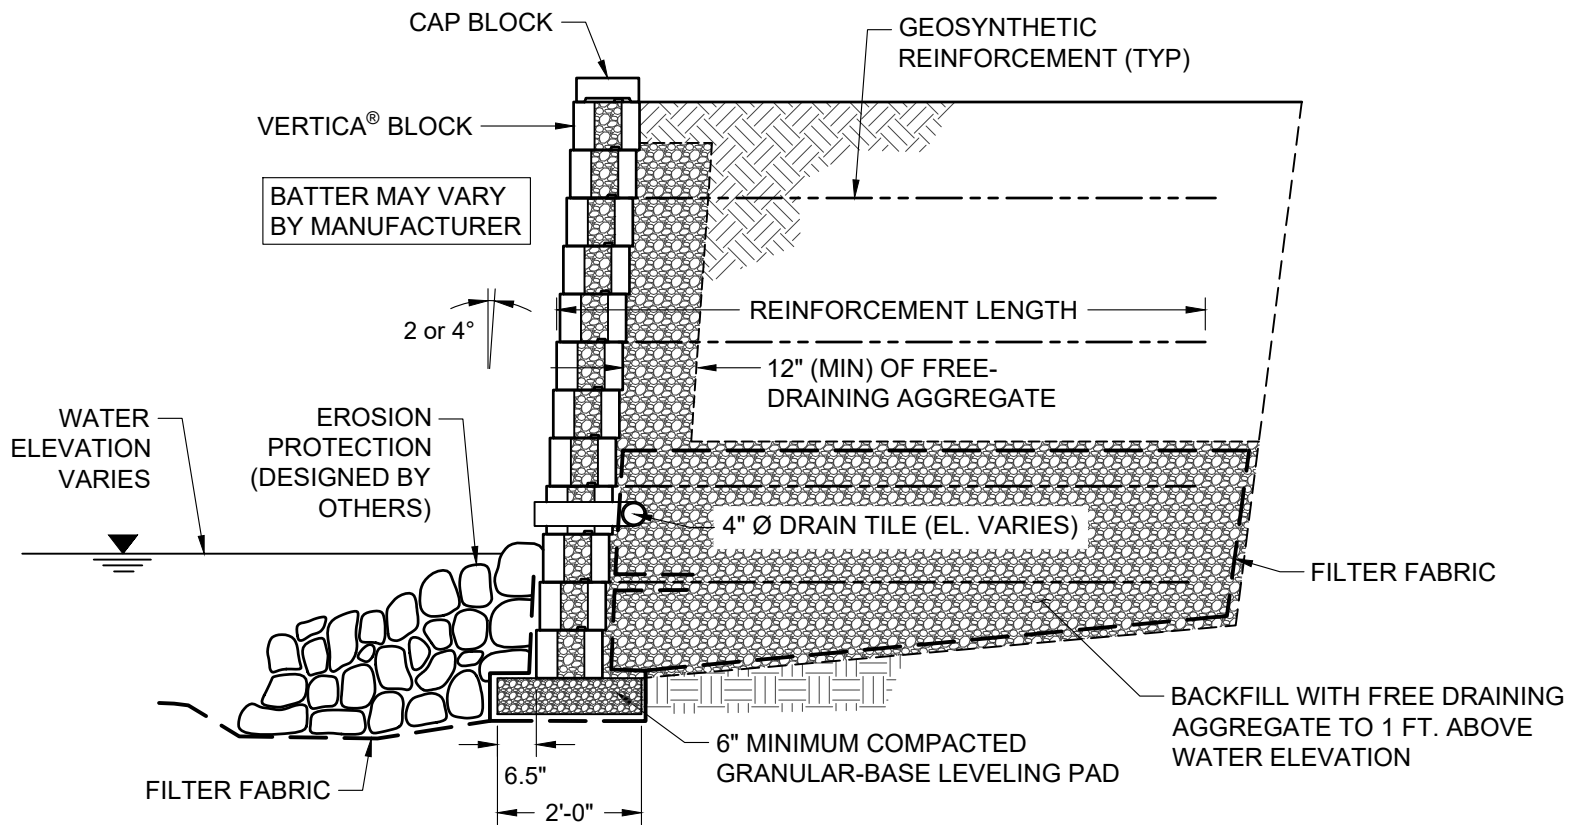 CAP BLOCK
GEOSYNTHETIC
REINFORCEMENT (TYP)
VERTICA® BLOCK
BATTER MAY VARY
BY MANUFACTURER
REINFORCEMENT LENGTH
2 or 4°
12" (MIN) OF FREE-
DRAINING AGGREGATE
WATER
ELEVATION
VARIES
EROSION
PROTECTION
(DESIGNED BY
OTHERS)
4" Ø DRAIN TILE (EL. VARIES)
FILTER FABRIC
BACKFILL WITH FREE DRAINING
AGGREGATE TO 1 FT. ABOVE
WATER ELEVATION
6" MINIMUM COMPACTED
GRANULAR-BASE LEVELING PAD
6.5"
FILTER FABRIC
2'-0"